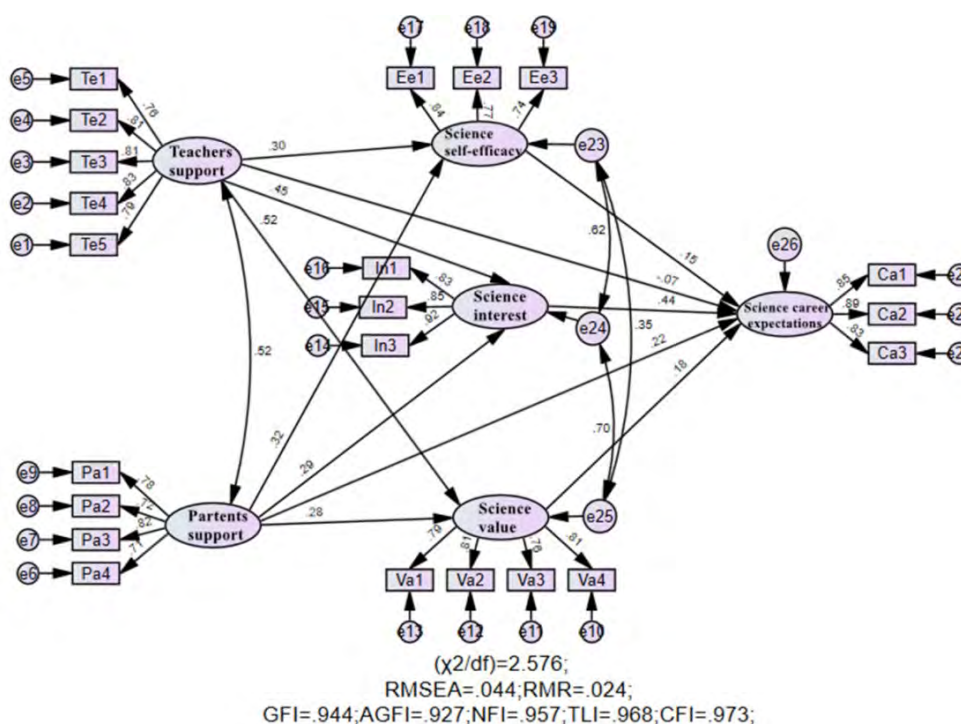 e17 e18 e19
Ee1 Ee2 Ee3
.84 .77 .74
e5 Te1 .76
e4 Te2 .81
e3 Te3 .81
e2 Te4 .83
e1 Te5 .79
Teachers
support
Science
self-efficacy
e23
.30
.45
.52
.62
.15
-.07
.44
.35
.22
.18
e16 In1 .83
e15 In2 .85
e14 In3 .92
Science
interest
e24
e26
Science career
expectations
.85 Ca1
.89 Ca2
.83 Ca3
.52
.32
.29
.70
e9 Pa1 .78
e8 Pa2 .72
e7 Pa3 .82
e6 Pa4 .71
Partents
support
.28
Science
value
e25
.79 .81 .76 .81
Va1 Va2 Va3 Va4
e13 e12 e11 e10
(χ2/df)=2.576;
RMSEA=.044;RMR=.024;
GFI=.944;AGFI=.927;NFI=.957;TLI=.968;CFI=.973;